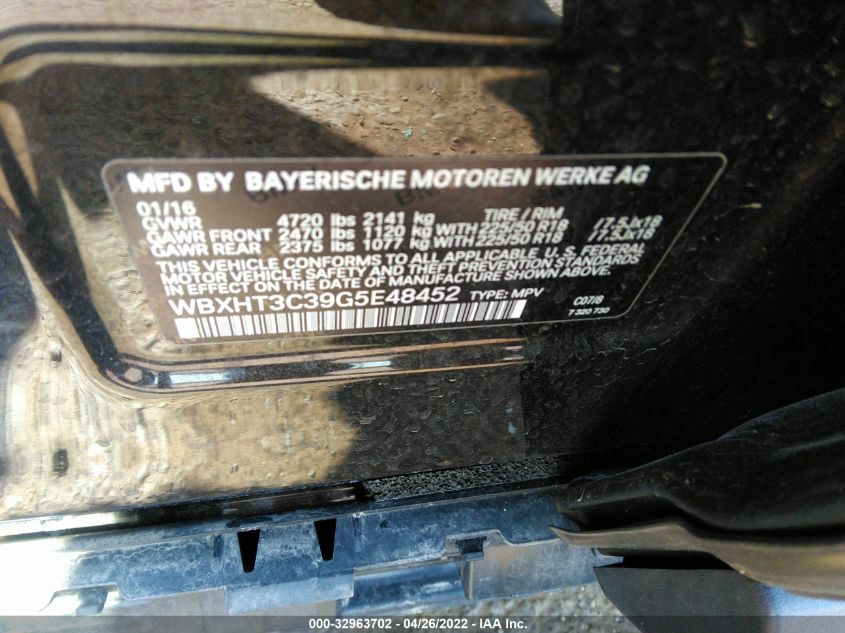 MFD BY BAYERISCHE MOTOREN WERKE AG
01/16 TIRE / RIM
GVWR 4720 lbs 2141 kg
GAWR FRONT 2470 lbs 1120 kg WITH 225/50 R18 /7.5Jx18
GAWR REAR 2375 lbs 1077 kg WITH 225/50 R18 /7.5Jx18
THIS VEHICLE CONFORMS TO ALL APPLICABLE U.S. FEDERAL
MOTOR VEHICLE SAFETY AND THEFT PREVENTION STANDARDS
IN EFFECT ON THE DATE OF MANUFACTURE SHOWN ABOVE.
WBXHT3C39G5E48452 TYPE: MPV C07/8
7 320 730
000-32963702 - 04/26/2022 - IAA Inc.